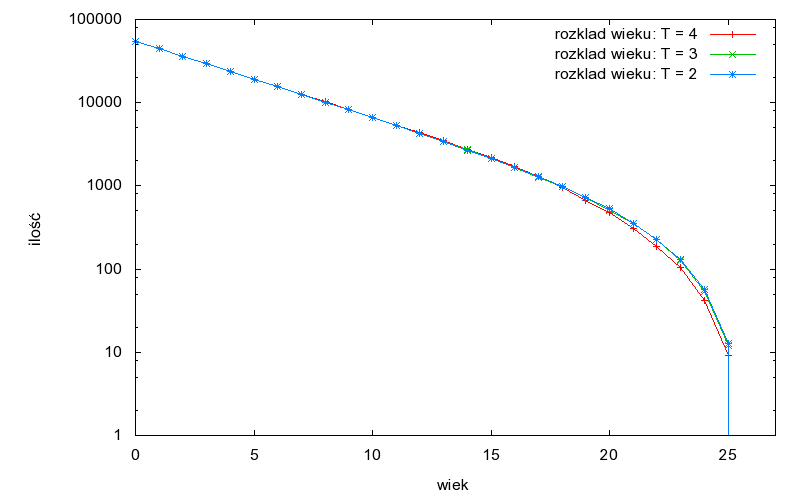 100000
10000
1000
100
10
1
ilość
rozklad wieku: T = 4
rozklad wieku: T = 3
rozklad wieku: T = 2
0 5 10 15 20 25
wiek